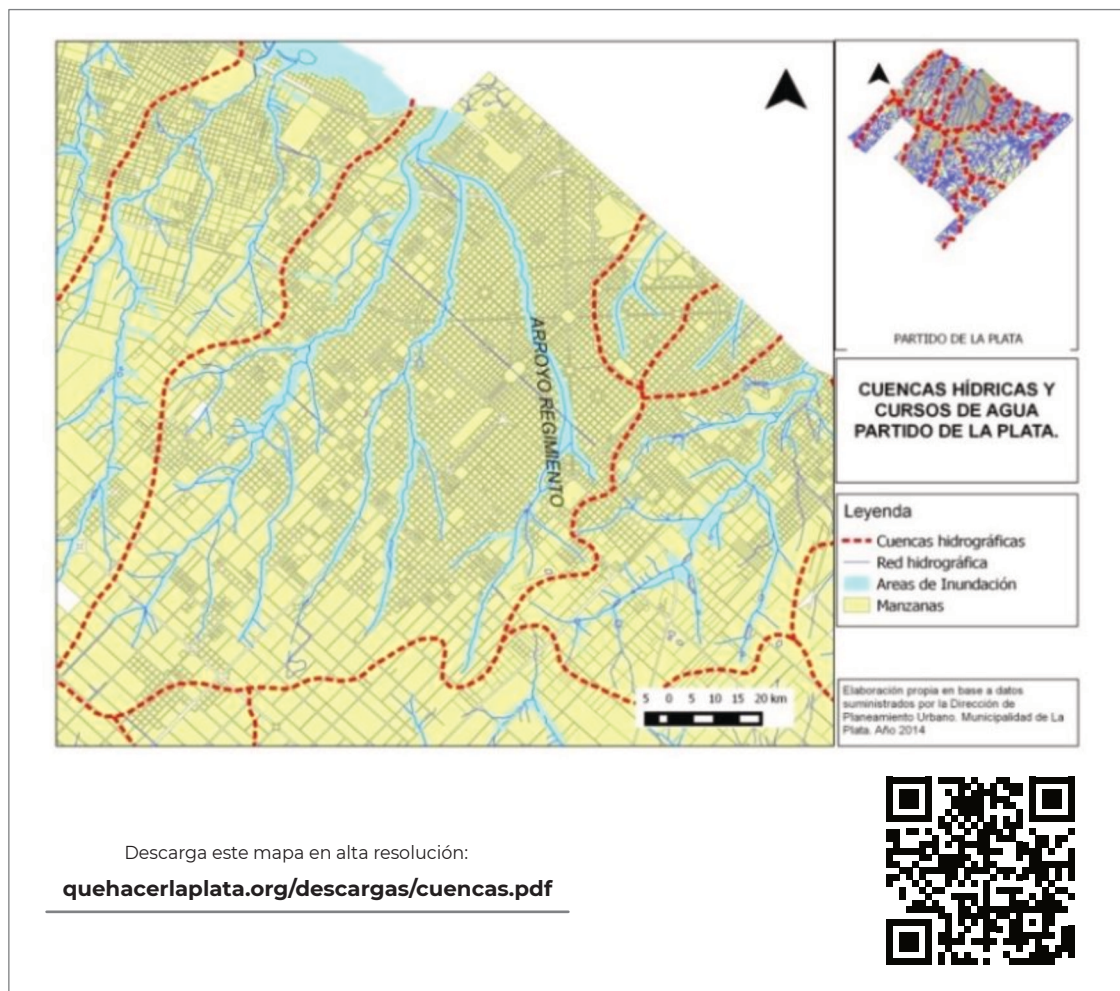 ARROYO REGIMIENTO
5 0 5 10 15 20 km
PARTIDO DE LA PLATA
CUENCAS HÍDRICAS Y
CURSOS DE AGUA
PARTIDO DE LA PLATA.
Leyenda
Cuencas hidrográficas
Red hidrográfica
Areas de Inundación
Manzanas
Elaboración propia en base a datos
suministrados por la Dirección de
Planeamiento Urbano. Municipalidad de La
Plata. Año 2014
Descarga este mapa en alta resolución:
quehacerlaplata.org/descargas/cuencas.pdf